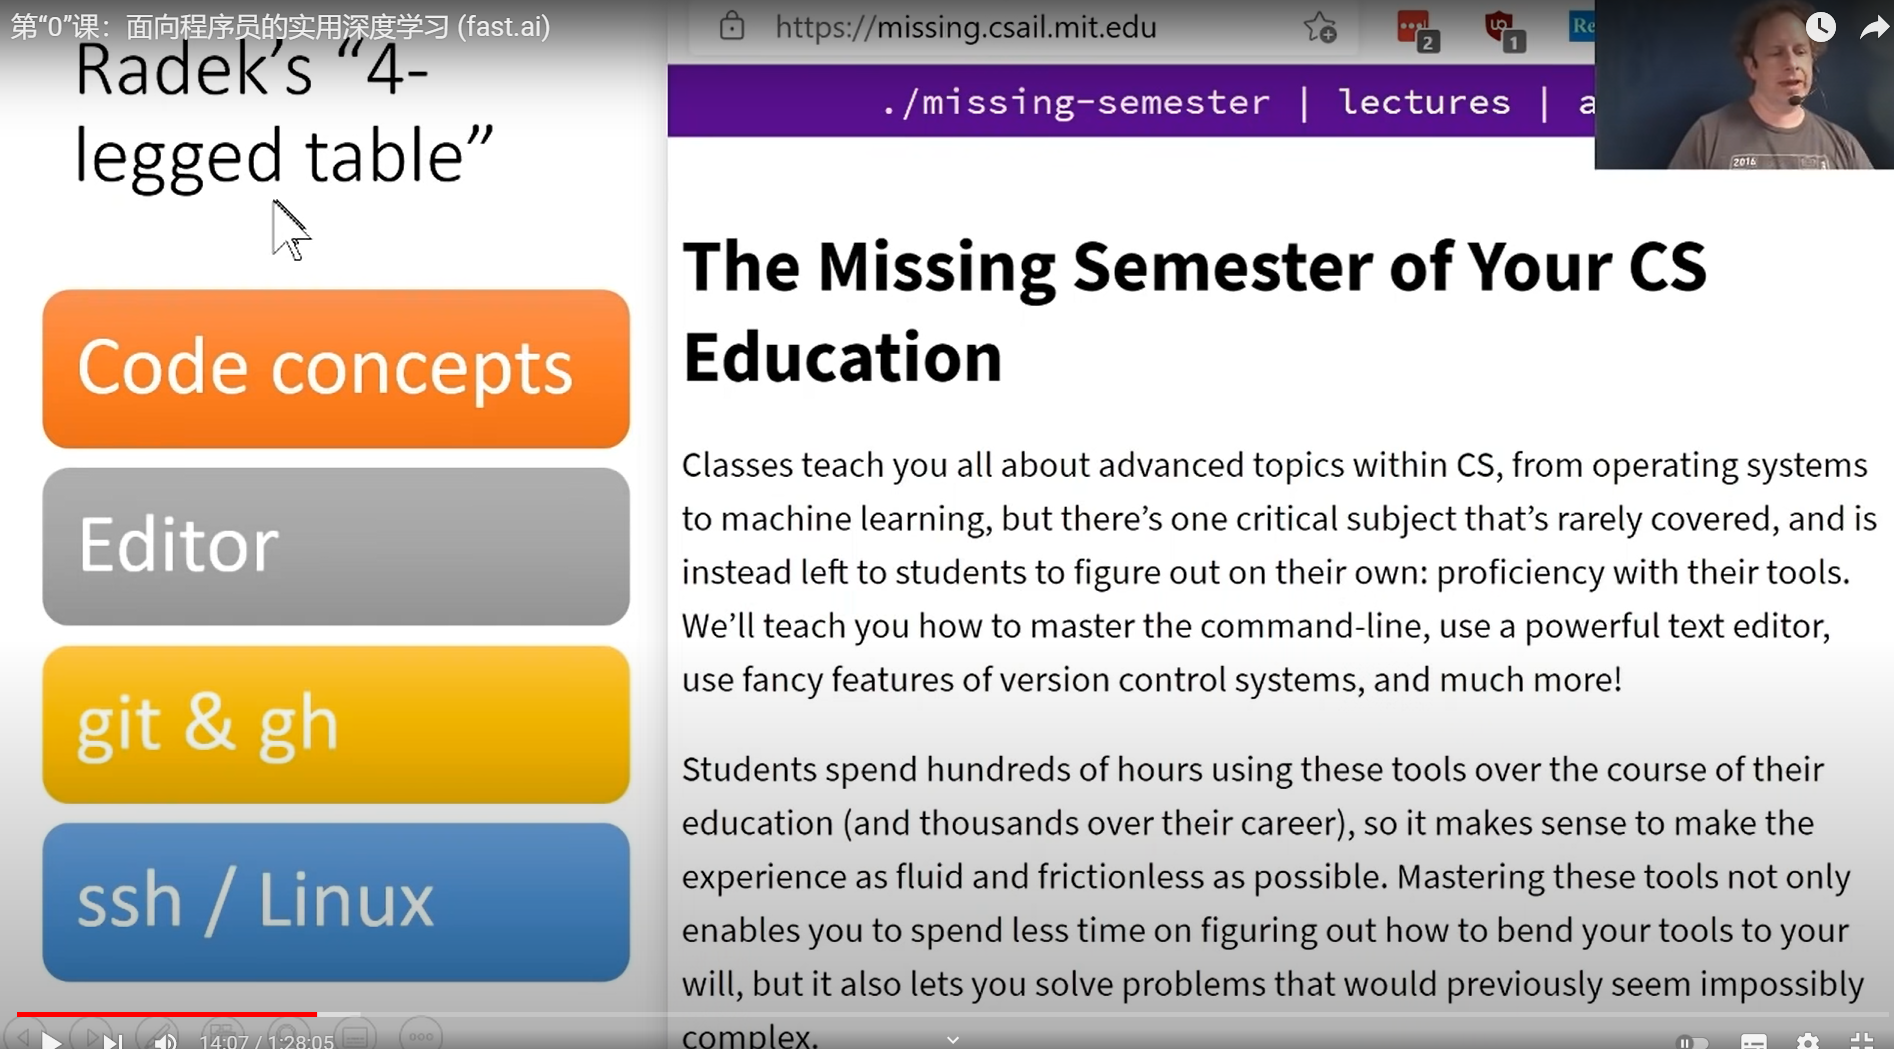 第“0”课：面向程序员的实用深度学习 (fast.ai)
Radek’s “4-
legged table”
Code concepts
Editor
git & gh
ssh / Linux
https://missing.csail.mit.edu
2
1
Re
./missing-semester | lectures | a
2016
The Missing Semester of Your CS
Education
Classes teach you all about advanced topics within CS, from operating systems
to machine learning, but there’s one critical subject that’s rarely covered, and is
instead left to students to figure out on their own: proficiency with their tools.
We’ll teach you how to master the command-line, use a powerful text editor,
use fancy features of version control systems, and much more!
Students spend hundreds of hours using these tools over the course of their
education (and thousands over their career), so it makes sense to make the
experience as fluid and frictionless as possible. Mastering these tools not only
enables you to spend less time on figuring out how to bend your tools to your
will, but it also lets you solve problems that would previously seem impossibly
complex.
14:07 / 1:28:05